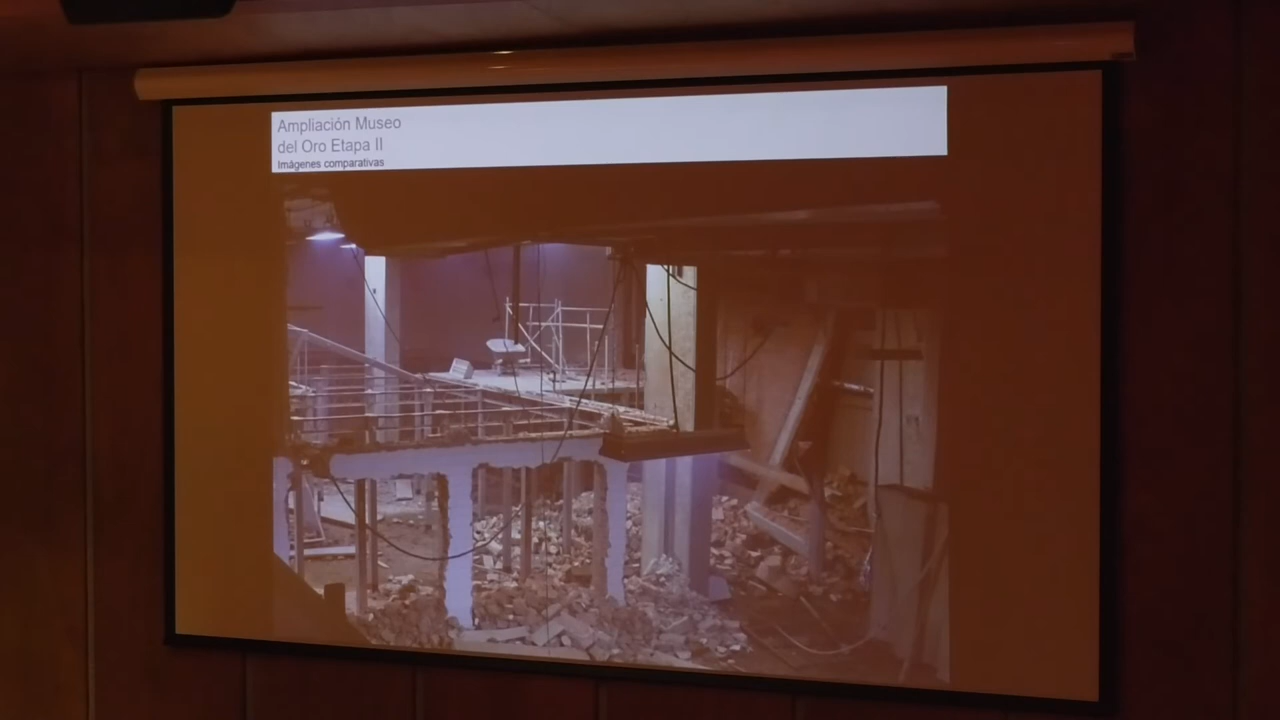 Ampliación Museo
del Oro Etapa II
Imágenes comparativas